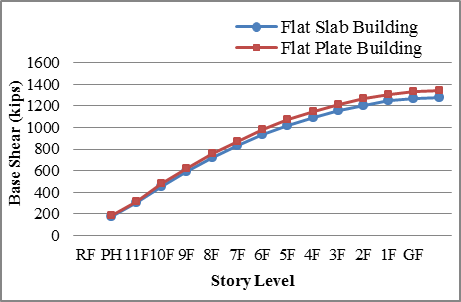 Flat Slab Building
Flat Plate Building
1600
1400
1200
1000
800
600
400
200
0
Base Shear (kips)
RF PH 11F 10F 9F 8F 7F 6F 5F 4F 3F 2F 1F GF
Story Level